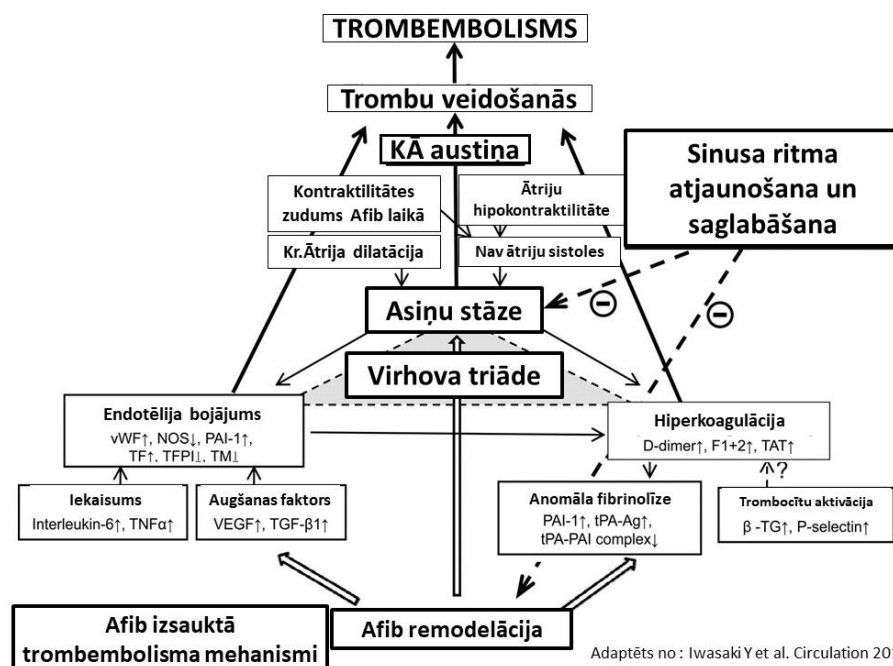 TROMBEMBOLISMS
Trombu veidošanās
KĀ austiņa
Sinusa ritma
atjaunošana un
saglabāšana
Kontraktilitātes
zudums Afib laikā
Ātriju
hipokontraktilitāte
Kr.Ātrija dilatācija
Nav ātriju sistoles
Asiņu stāze
Virhova triāde
Endotēlija bojājums
vWF↑, NOS↓, PAI-1↑,
TF↑, TFPI↓, TM↓
Hiperkoagulācija
D-dimer↑, F1+2↑, TAT↑
?
Iekaisums
Interleukin-6↑, TNFα↑
Augšanas faktors
VEGF↑, TGF-β1↑
Anomāla fibrinolīze
PAI-1↑, tPA-Ag↑,
tPA-PAI complex↓
Trombocītu aktivācija
β -TG↑, P-selectin↑
Afib izsauktā
trombembolisma mehanismi
Afib remodelācija
Adaptēts no : Iwasaki Y et al. Circulation